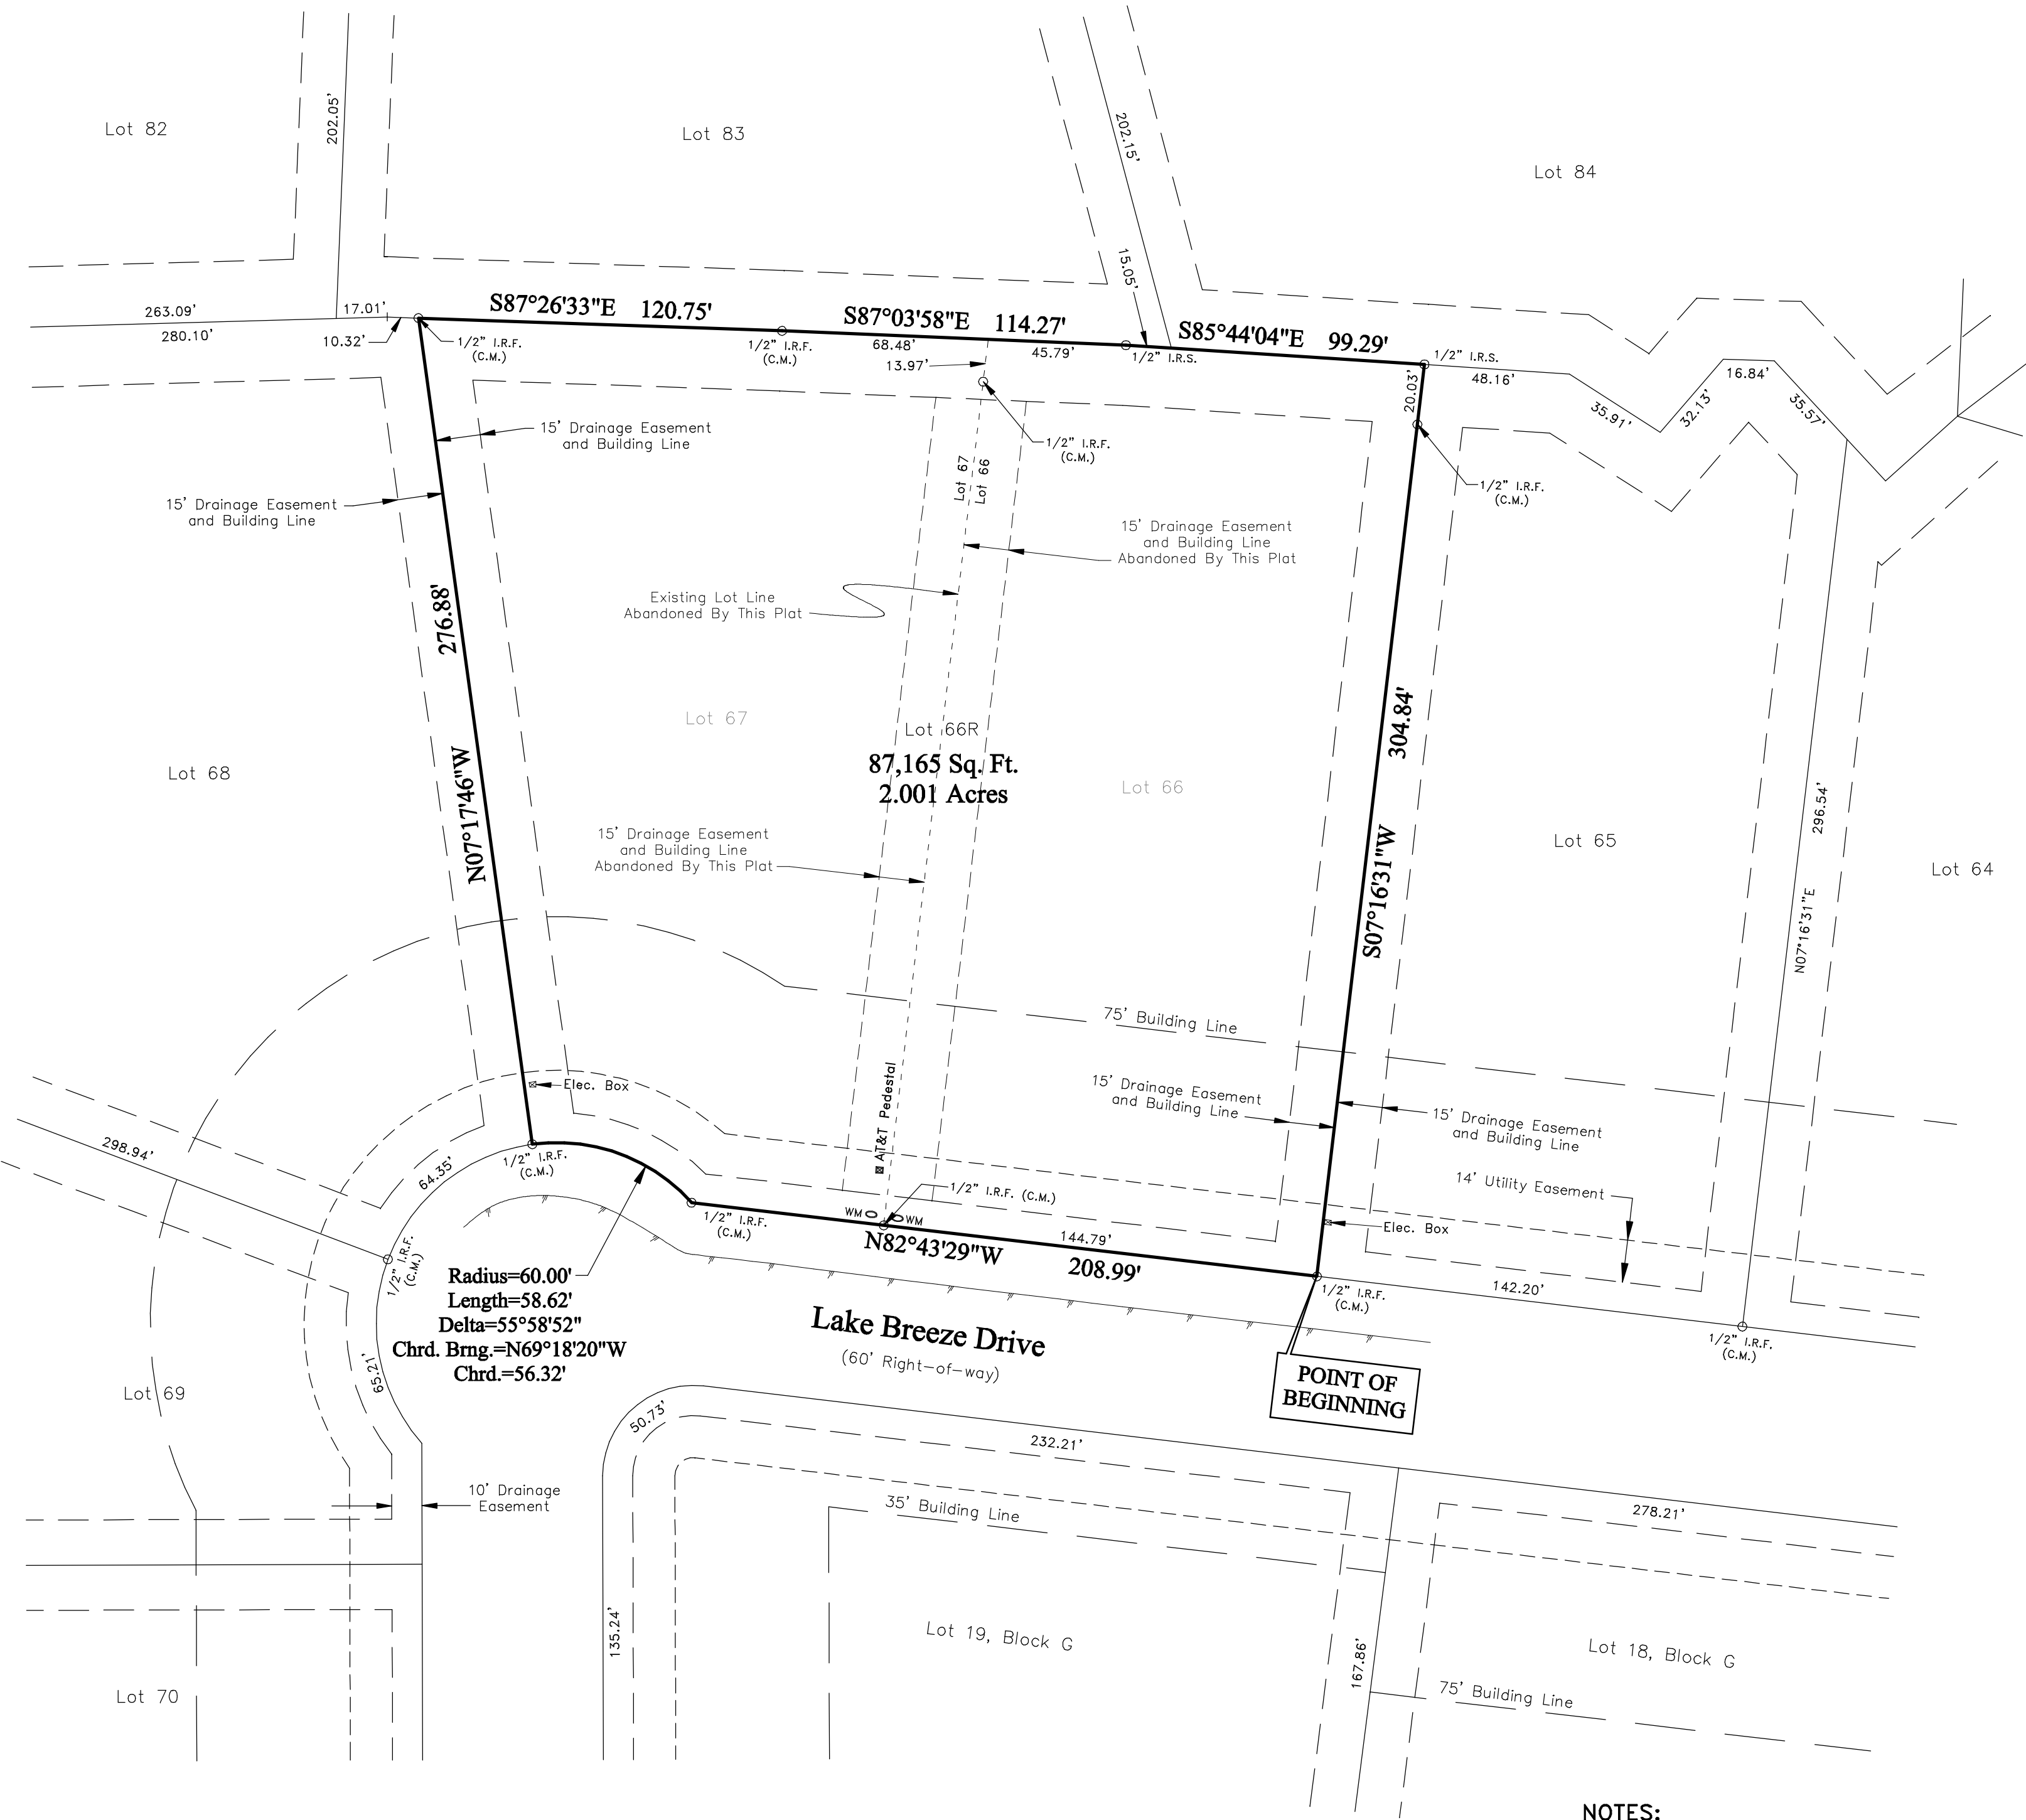 Lot 82
202.05'
Lot 83
202.15'
Lot 84
15.05'
263.09'
17.01'
280.10'
10.32'
S87°26'33"E 120.75'
S87°03'58"E 114.27'
S85°44'04"E 99.29'
1/2" I.R.F.
(C.M.)
1/2" I.R.F.
(C.M.)
68.48'
13.97'
45.79'
1/2" I.R.S.
1/2" I.R.S.
48.16'
20.03'
35.91'
32.13'
16.84'
35.57'
15' Drainage Easement
and Building Line
1/2" I.R.F.
(C.M.)
1/2" I.R.F.
(C.M.)
15' Drainage Easement
and Building Line
Lot 67
Lot 66
15' Drainage Easement
and Building Line
Abandoned By This Plat
Existing Lot Line
Abandoned By This Plat
N07°17'46"W 276.88'
Lot 68
Lot 67
Lot 66R
87,165 Sq. Ft.
2.001 Acres
Lot 66
S07°16'31"W 304.84'
Lot 65
N07°16'31"E 296.54'
Lot 64
15' Drainage Easement
and Building Line
Abandoned By This Plat
75' Building Line
Elec. Box
AT&T Pedestal
15' Drainage Easement
and Building Line
15' Drainage Easement
and Building Line
14' Utility Easement
298.94'
64.35'
1/2" I.R.F.
(C.M.)
1/2" I.R.F.
(C.M.)
WM
WM
1/2" I.R.F. (C.M.)
Elec. Box
1/2" I.R.F.
(C.M.)
N82°43'29"W 208.99'
144.79'
1/2" I.R.F.
(C.M.)
142.20'
1/2" I.R.F.
(C.M.)
Radius=60.00'
Length=58.62'
Delta=55°58'52"
Chrd. Brng.=N69°18'20"W
Chrd.=56.32'
Lake Breeze Drive
(60' Right-of-way)
POINT OF
BEGINNING
65.21'
Lot 69
50.73'
232.21'
10' Drainage
Easement
35' Building Line
278.21'
135.24'
Lot 19, Block G
167.86'
Lot 18, Block G
75' Building Line
Lot 70
NOTES: